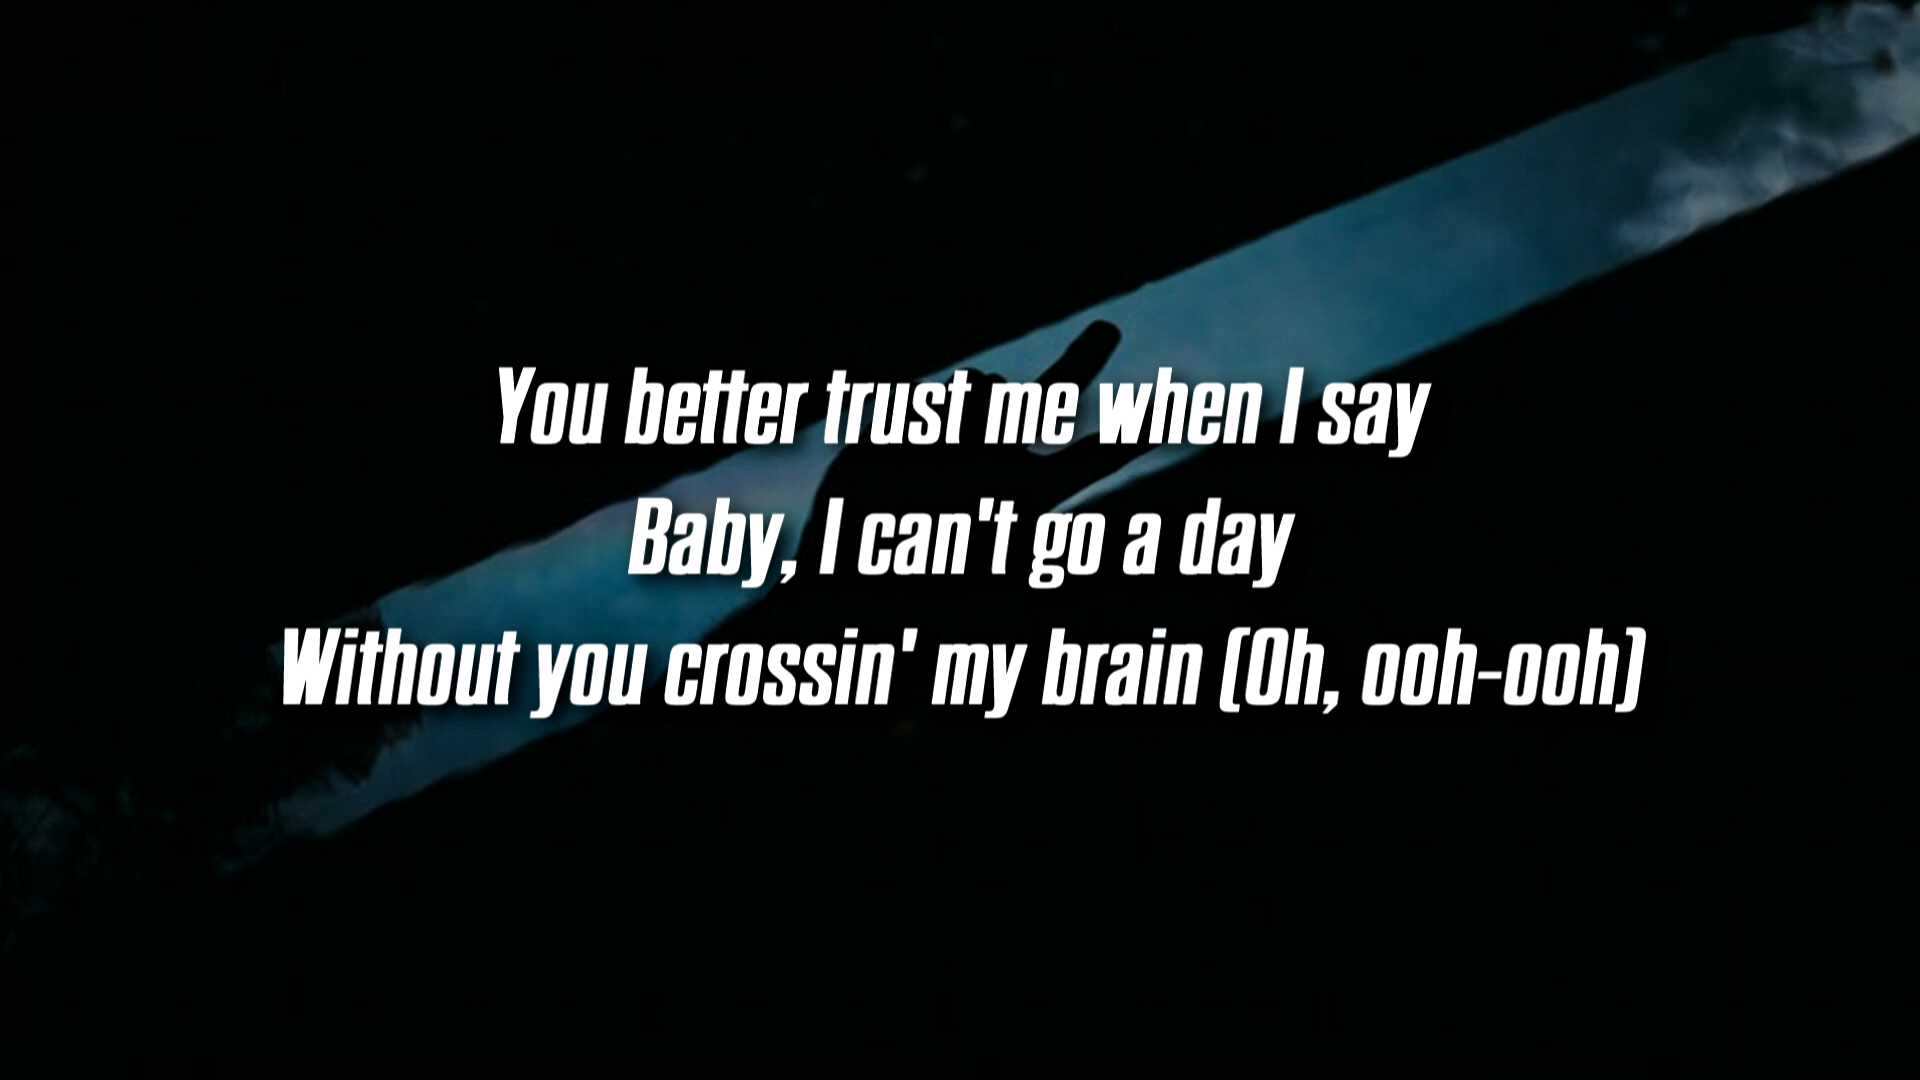 You better trust me when I say
Baby, I can't go a day
Without you crossin' my brain (Oh, ooh-ooh)